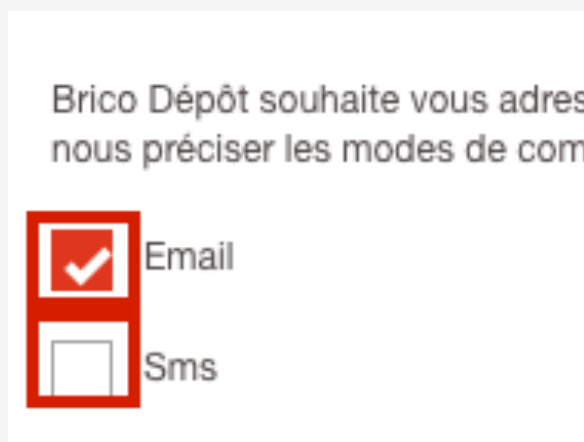 Brico Dépôt souhaite vous adres
nous préciser les modes de com
Email
Sms